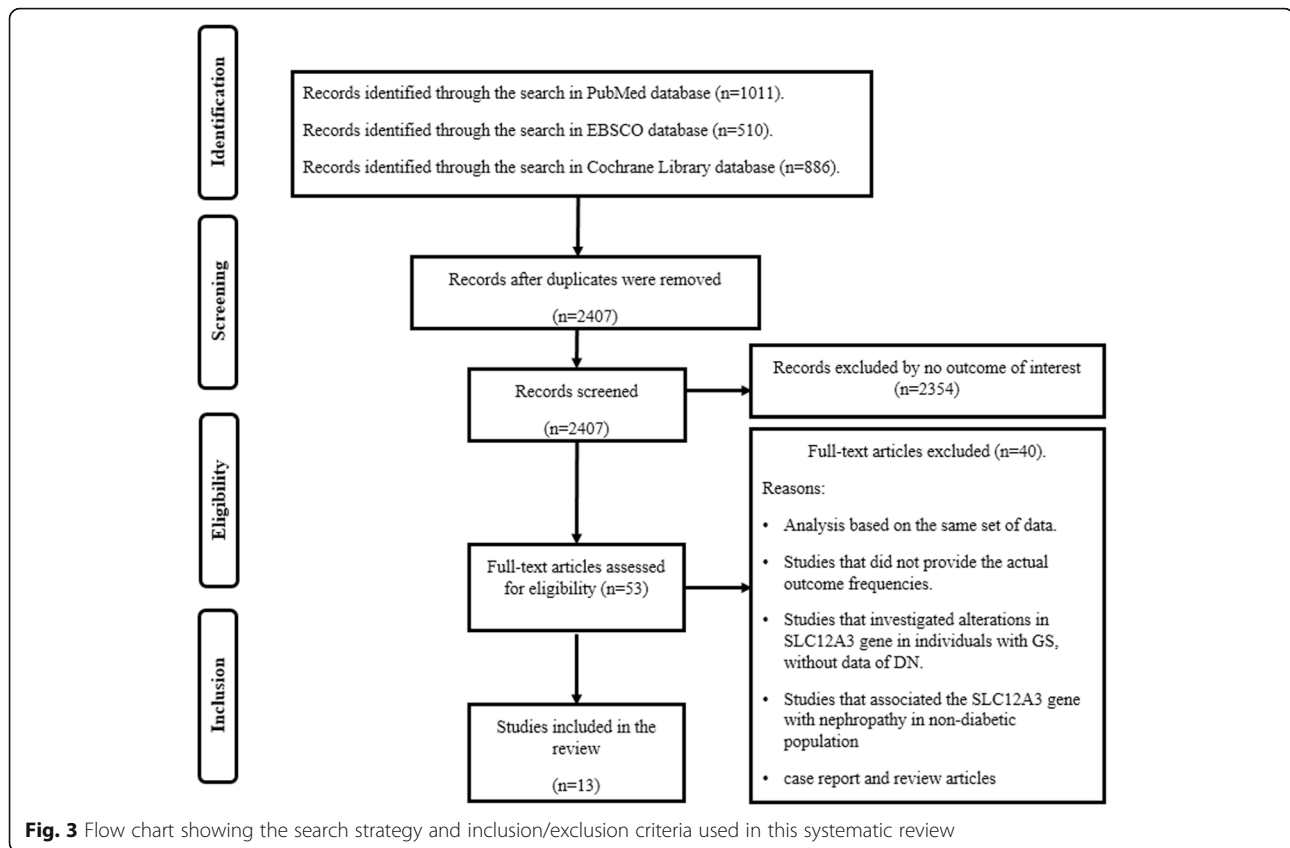 Identification
Records identified through the search in PubMed database (n=1011).
Records identified through the search in EBSCO database (n=510).
Records identified through the search in Cochrane Library database (n=886).
Screening
Records after duplicates were removed
(n=2407)
Records screened
(n=2407)
Records excluded by no outcome of interest
(n=2354)
Eligibility
Full-text articles assessed
for eligibility (n=53)
Full-text articles excluded (n=40).
Reasons:
• Analysis based on the same set of data.
• Studies that did not provide the actual
outcome frequencies.
• Studies that investigated alterations in
SLC12A3 gene in individuals with GS,
without data of DN.
• Studies that associated the SLC12A3 gene
with nephropathy in non-diabetic
population
• case report and review articles
Inclusion
Studies included in the
review
(n=13)
Fig. 3 Flow chart showing the search strategy and inclusion/exclusion criteria used in this systematic review